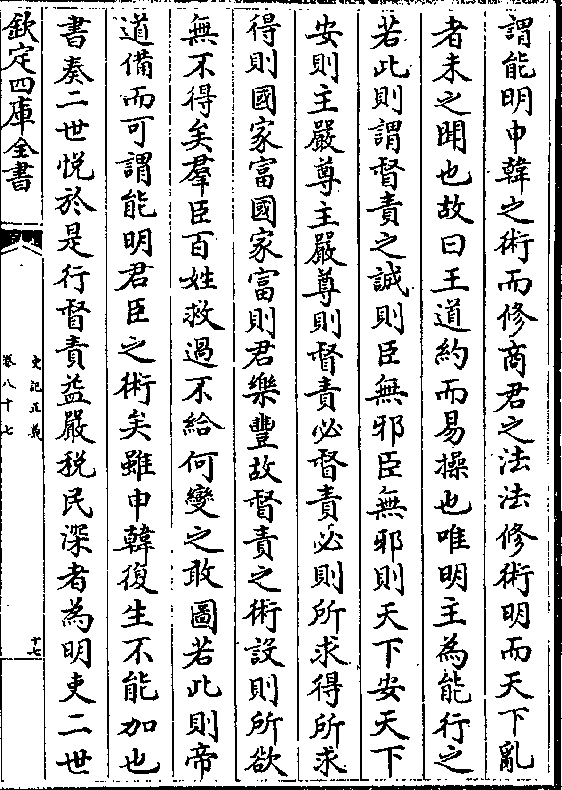 謂能明申韓之術而修商君之法法修術明而天下亂
者未之聞也故曰王道約而易操也唯明主為能行之
若此則謂督責之誠則臣無邪臣無邪則天下安天下
安則主嚴尊主嚴尊則督責必督責必則所求得所求
得則國家富國家富則君樂豐故督責之術設則所欲
無不得矣羣臣百姓救過不給何變之敢圖若此則帝
道備而可謂能明君臣之術矣雖申韓復生不能加也
書奏二世悅於是行督責益嚴稅民深者為明吏二世
欽定四庫全書
史記正義
卷八十七
十七